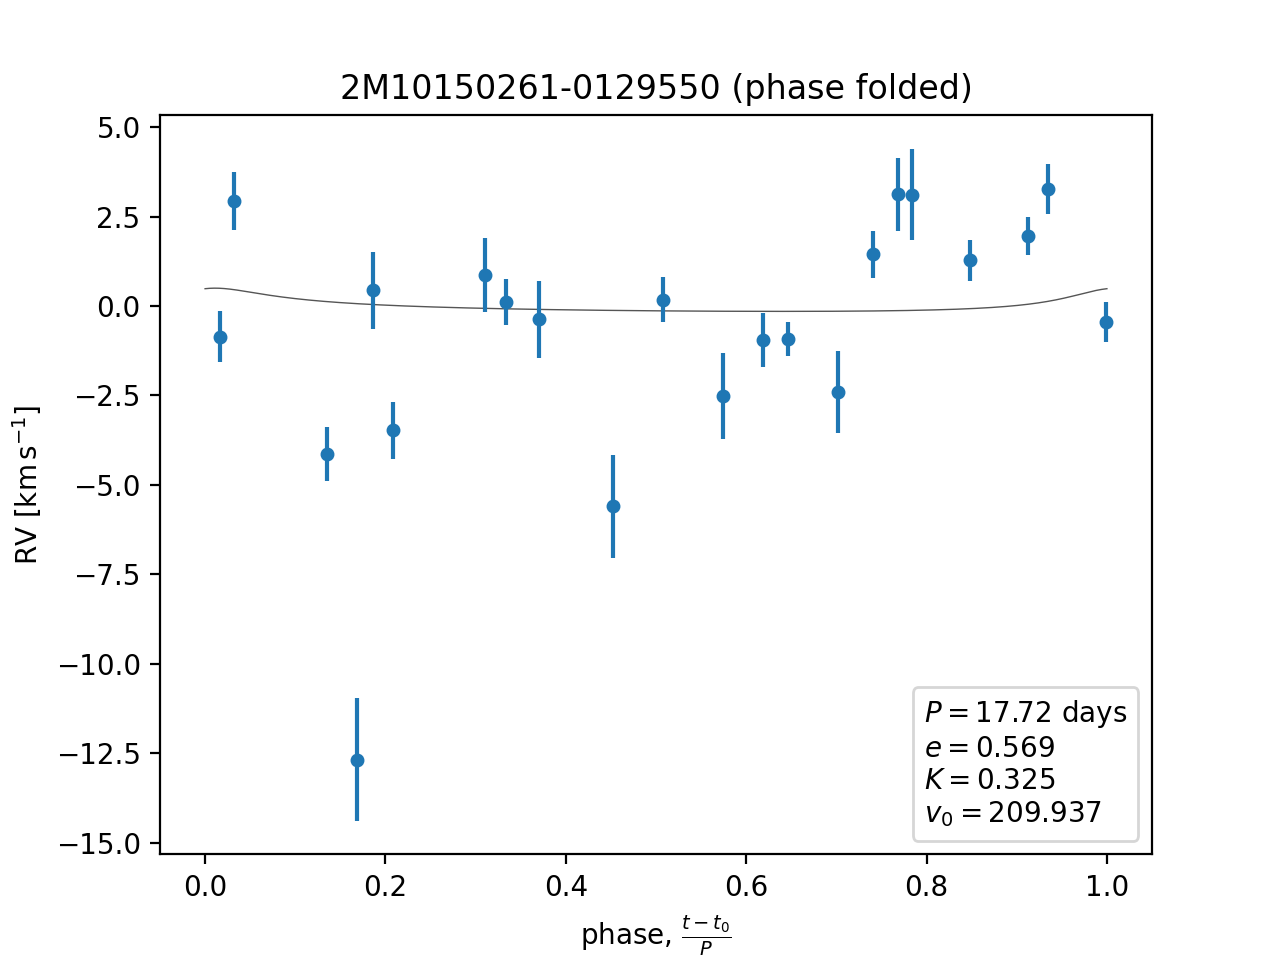 2M10150261-0129550 (phase folded)
5.0
2.5
0.0
−2.5
−5.0
−7.5
−10.0
−12.5
−15.0
RV [km s⁻¹]
P = 17.72 days
e = 0.569
K = 0.325
v₀ = 209.937
0.0 0.2 0.4 0.6 0.8 1.0
phase, (t − t₀)/P